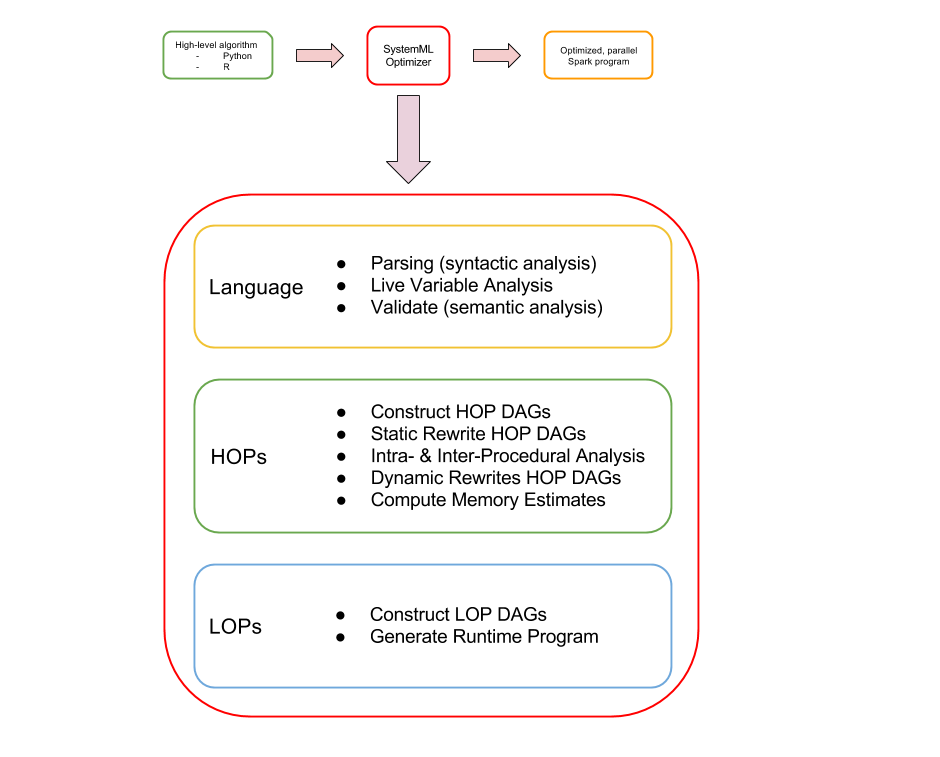 High-level algorithm
- Python
- R
SystemML
Optimizer
Optimized, parallel
Spark program
Language
● Parsing (syntactic analysis)
● Live Variable Analysis
● Validate (semantic analysis)
HOPs
● Construct HOP DAGs
● Static Rewrite HOP DAGs
● Intra- & Inter-Procedural Analysis
● Dynamic Rewrites HOP DAGs
● Compute Memory Estimates
LOPs
● Construct LOP DAGs
● Generate Runtime Program